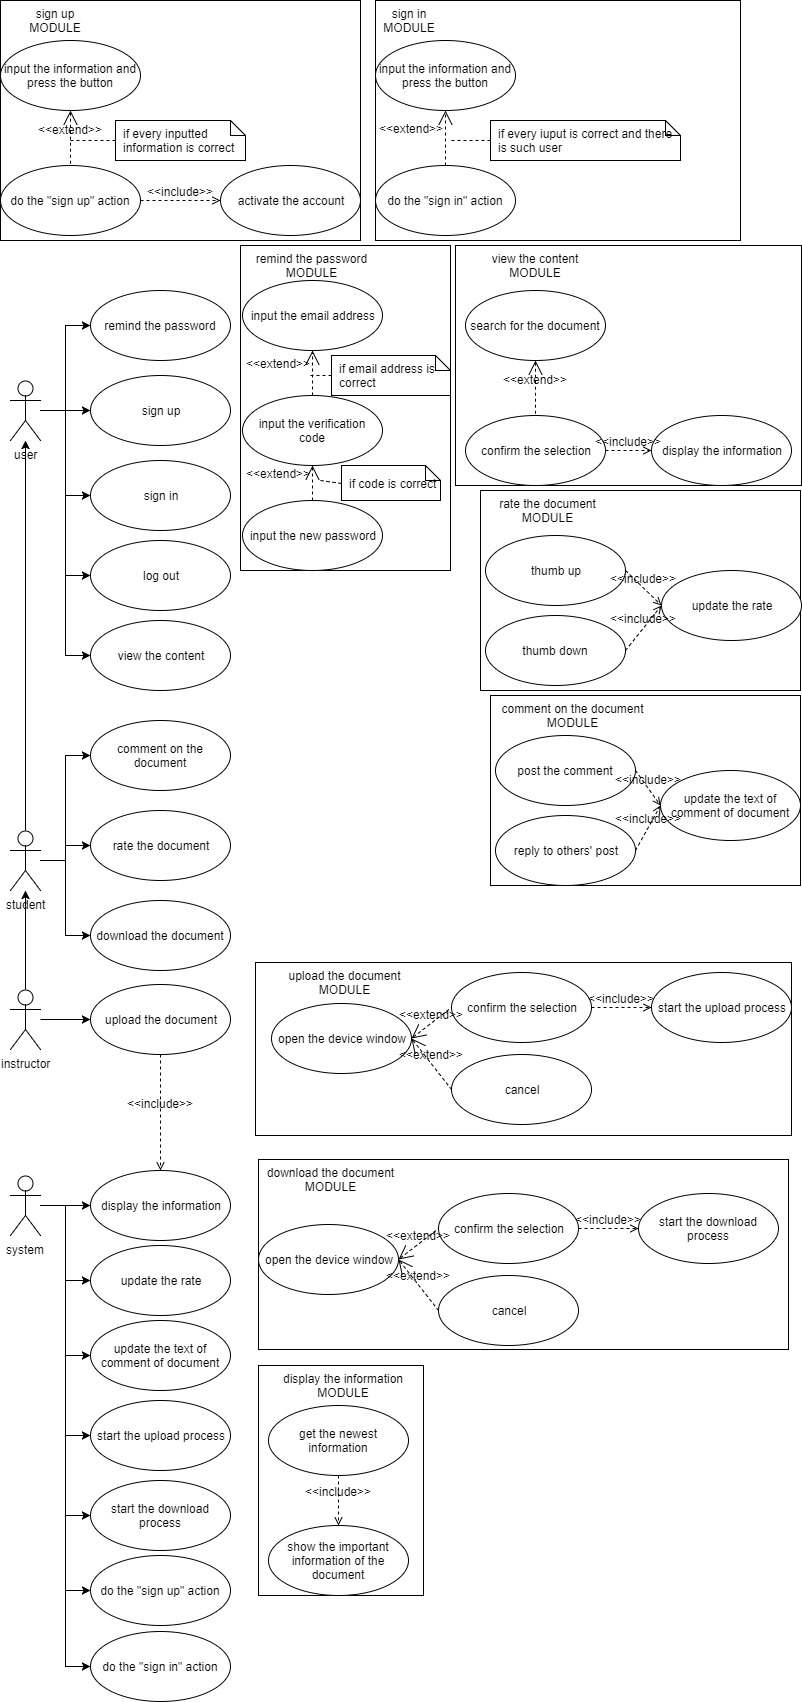 sign up
MODULE
input the information and
press the button
<<extend>>
if every inputted
information is correct
do the "sign up" action
<<include>>
activate the account
sign in
MODULE
input the information and
press the button
<<extend>>
if every iuput is correct and there
is such user
do the "sign in" action
remind the password
MODULE
input the email address
<<extend>>
if email address is
correct
input the verification
code
<<extend>>
if code is correct
input the new password
view the content
MODULE
search for the document
<<extend>>
confirm the selection
<<include>>
display the information
rate the document
MODULE
thumb up
<<include>>
update the rate
<<include>>
thumb down
comment on the document
MODULE
post the comment
<<include>>
update the text of
comment of document
<<include>>
reply to others' post
user
remind the password
sign up
sign in
log out
view the content
student
comment on the
document
rate the document
download the document
instructor
upload the document
<<include>>
upload the document
MODULE
open the device window
<<extend>>
confirm the selection
<<include>>
start the upload process
<<extend>>
cancel
system
display the information
update the rate
update the text of
comment of document
start the upload process
start the download
process
do the "sign up" action
do the "sign in" action
download the document
MODULE
open the device window
<<extend>>
confirm the selection
<<include>>
start the download
process
<<extend>>
cancel
display the information
MODULE
get the newest
information
<<include>>
show the important
information of the
document